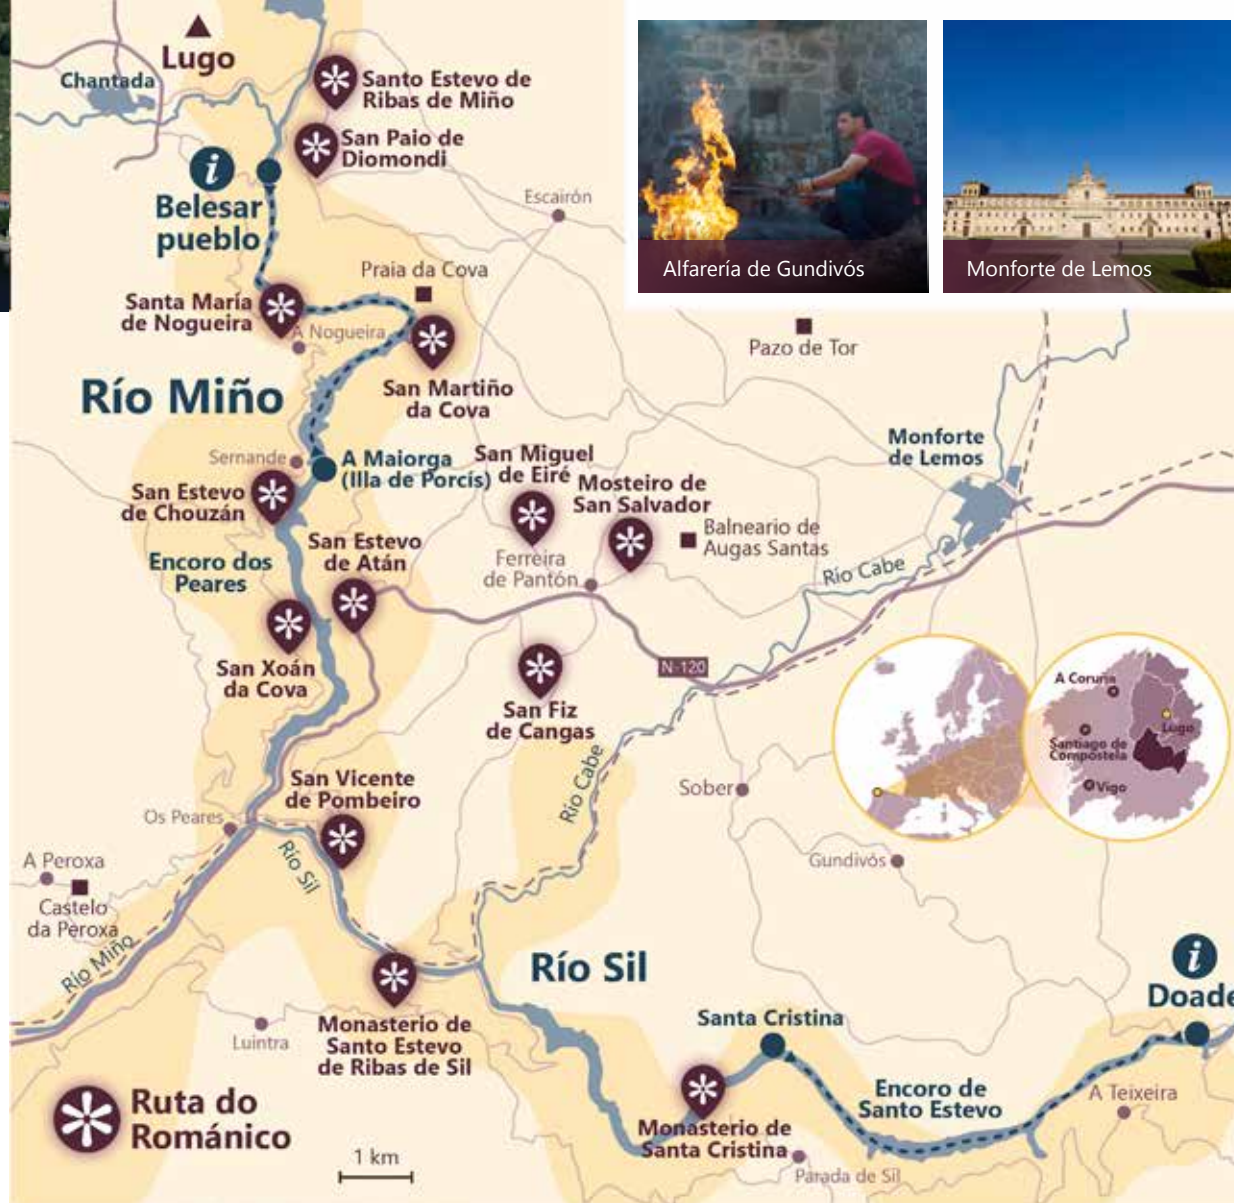 Lugo
Chantada
Santo Estevo de
Ribas de Miño
San Paio de
Diomondi
i
Belesar
pueblo
Escairón
Alfarería de Gundivós
Monforte de Lemos
Praia da Cova
Santa María
de Nogueira
A Nogueira
Pazo de Tor
Río Miño
San Martiño
da Cova
Monforte
de Lemos
Sernande
A Maiorga
(Illa de Porcís)
San Miguel
de Eiré
Mosteiro de
San Salvador
San Estevo
de Chouzán
Balneario de
Augas Santas
San Estevo
de Atán
Encoro dos
Peares
Ferreira
de Pantón
Río Cabe
San Xoán
da Cova
N-120
San Fiz
de Cangas
A Coruña
Lugo
Santiago de
Compostela
Vigo
San Vicente
de Pombeiro
Río Cabe
Sober
Os Peares
Río Sil
Gundivós
A Peroxa
Castelo
da Peroxa
Río Miño
Río Sil
i
Doade
Monasterio de
Santo Estevo
de Ribas de Sil
Luintra
Santa Cristina
Encoro de
Santo Estevo
A Teixeira
Ruta do
Románico
Monasterio de
Santa Cristina
Parada de Sil
1 km